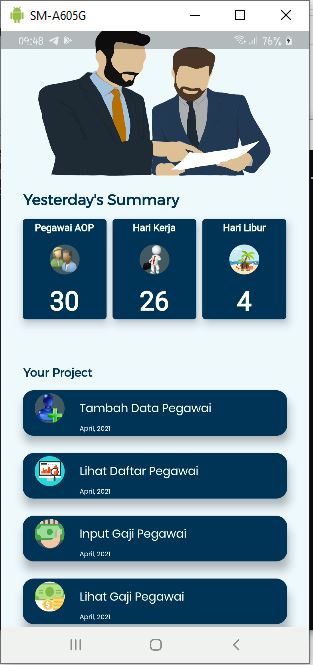 SM-A605G
09:48
76%
Yesterday's Summary
Pegawai AOP Hari Kerja Hari Libur
30 26 4
Your Project
Tambah Data Pegawai
April, 2021
Lihat Daftar Pegawai
April, 2021
Input Gaji Pegawai
April, 2021
Lihat Gaji Pegawai
April, 2021